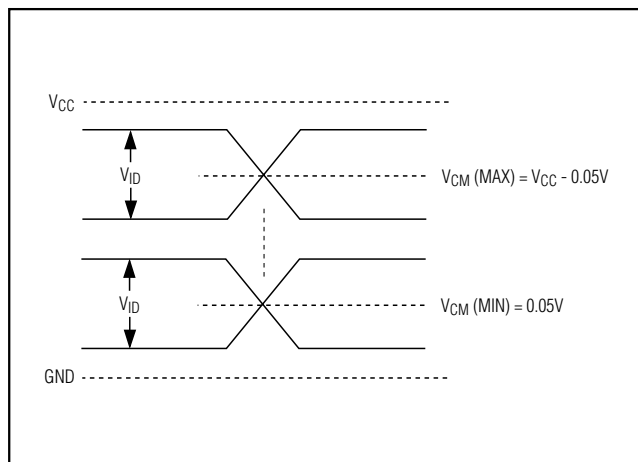 VCC
VID
VCM (MAX) = VCC - 0.05V
VID
VCM (MIN) = 0.05V
GND